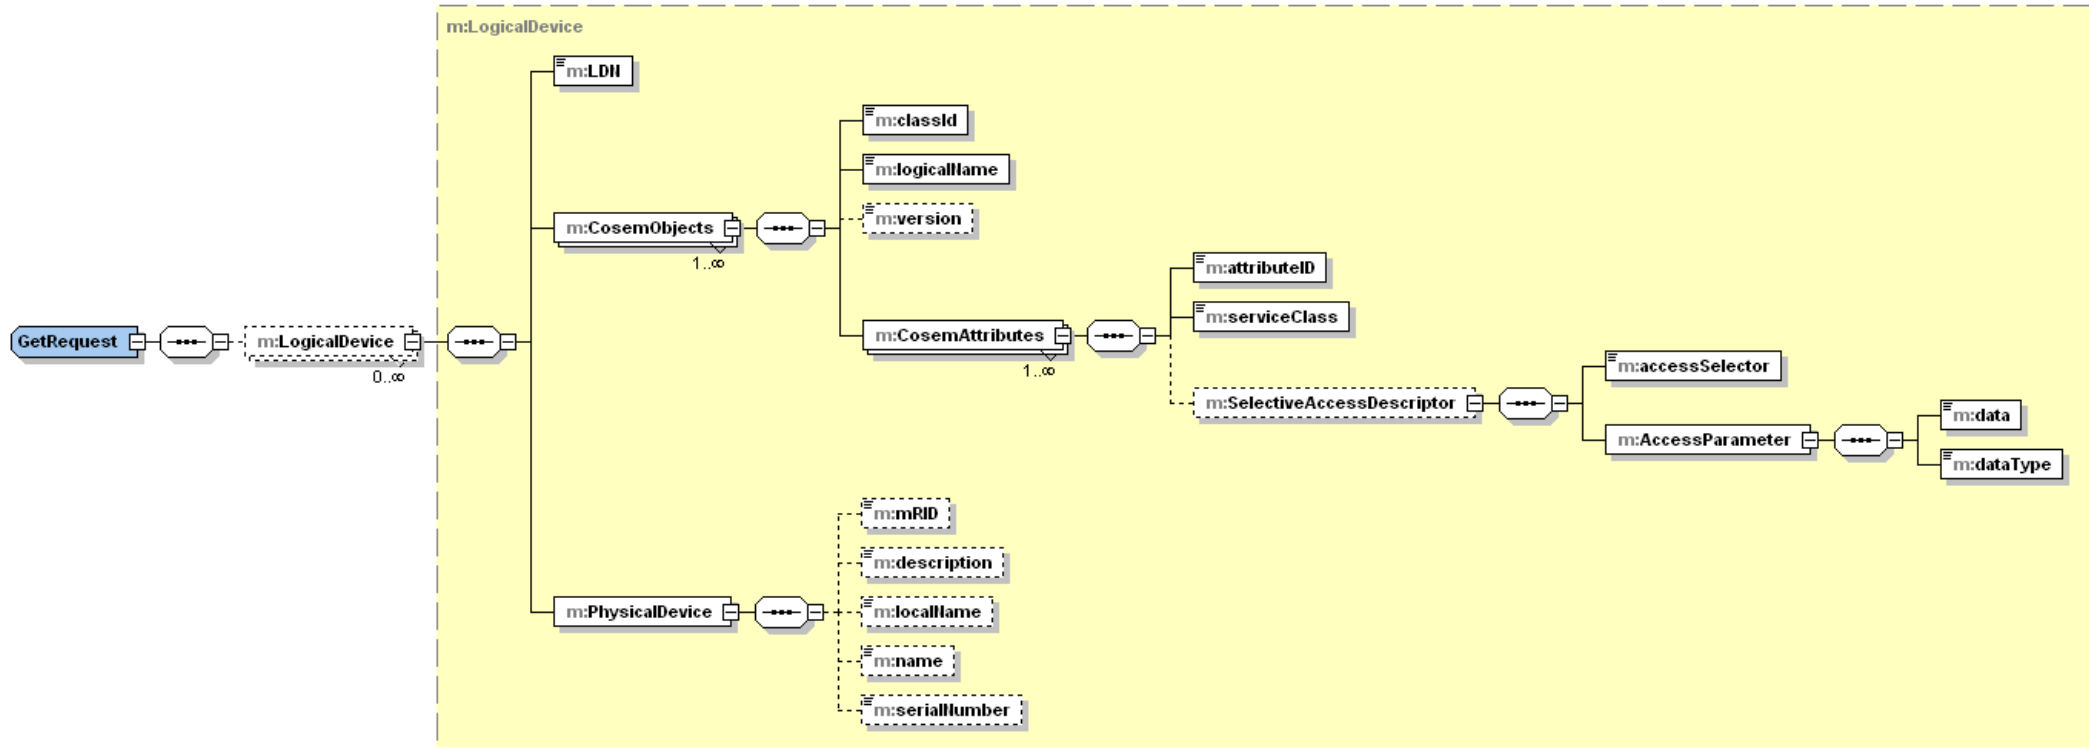 m:LogicalDevice
m:LDN
m:classId
m:logicalName
m:version
m:CosemObjects
1..∞
m:attributeID
m:serviceClass
m:CosemAttributes
1..∞
GetRequest
m:LogicalDevice
0..∞
m:accessSelector
m:SelectiveAccessDescriptor
m:data
m:AccessParameter
m:dataType
m:mRID
m:description
m:PhysicalDevice
m:localName
m:name
m:serialNumber